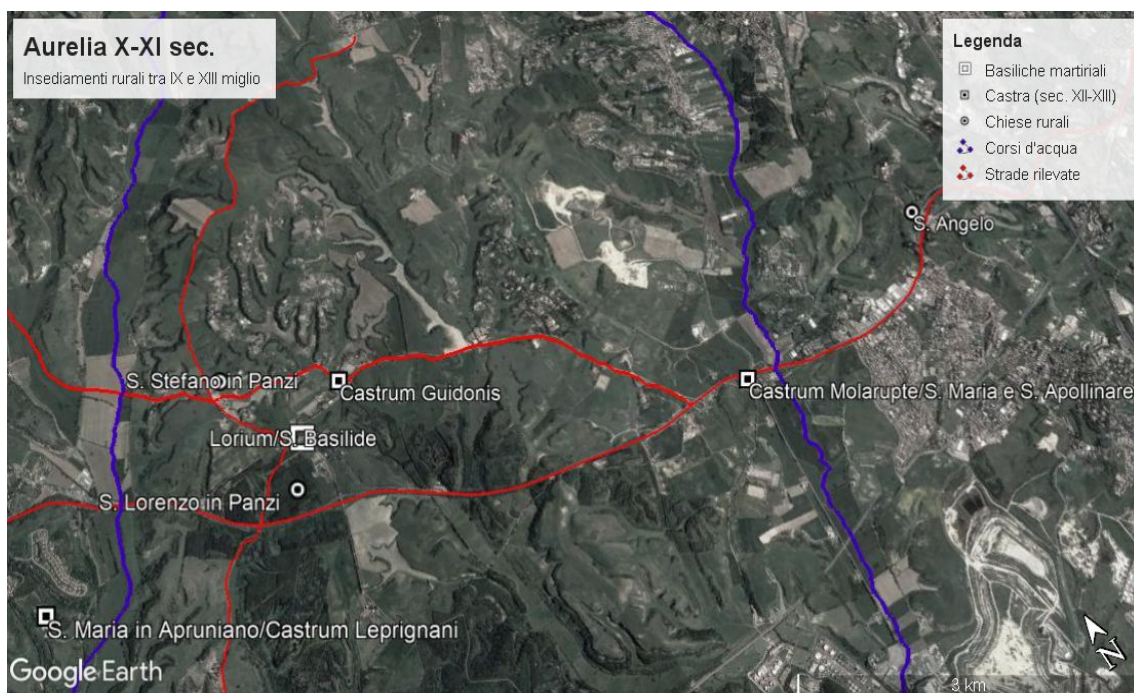 Aurelia X-XI sec.
Insediamenti rurali tra IX e XIII miglio
Legenda
Basiliche martiriali
Castra (sec. XII-XIII)
Chiese rurali
Corsi d'acqua
Strade rilevate
S. Angelo
S. Stefano in Panzi
Castrum Guidonis
Castrum Molarupte/S. Maria e S. Apollinare
Lorium/S. Basilide
S. Lorenzo in Panzi
S. Maria in Apruniano/Castrum Leprignani
Google Earth
3 km
N